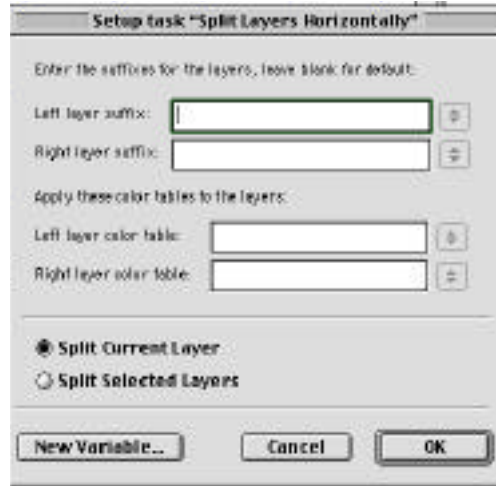 Setup task "Split Layers Horizontally"
Enter the suffixes for the layers, leave blank for default:
Left layer suffix:
Right layer suffix:
Apply these color tables to the layers:
Left layer color table:
Right layer color table:
Split Current Layer
Split Selected Layers
New Variable... Cancel OK